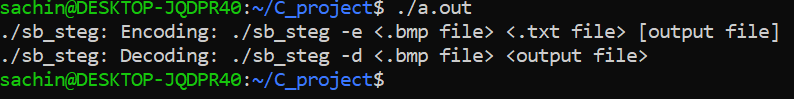 sachin@DESKTOP-JQDPR40:~/C_project$ ./a.out
./sb_steg: Encoding: ./sb_steg -e <.bmp file> <.txt file> [output file]
./sb_steg: Decoding: ./sb_steg -d <.bmp file> <output file>
sachin@DESKTOP-JQDPR40:~/C_project$